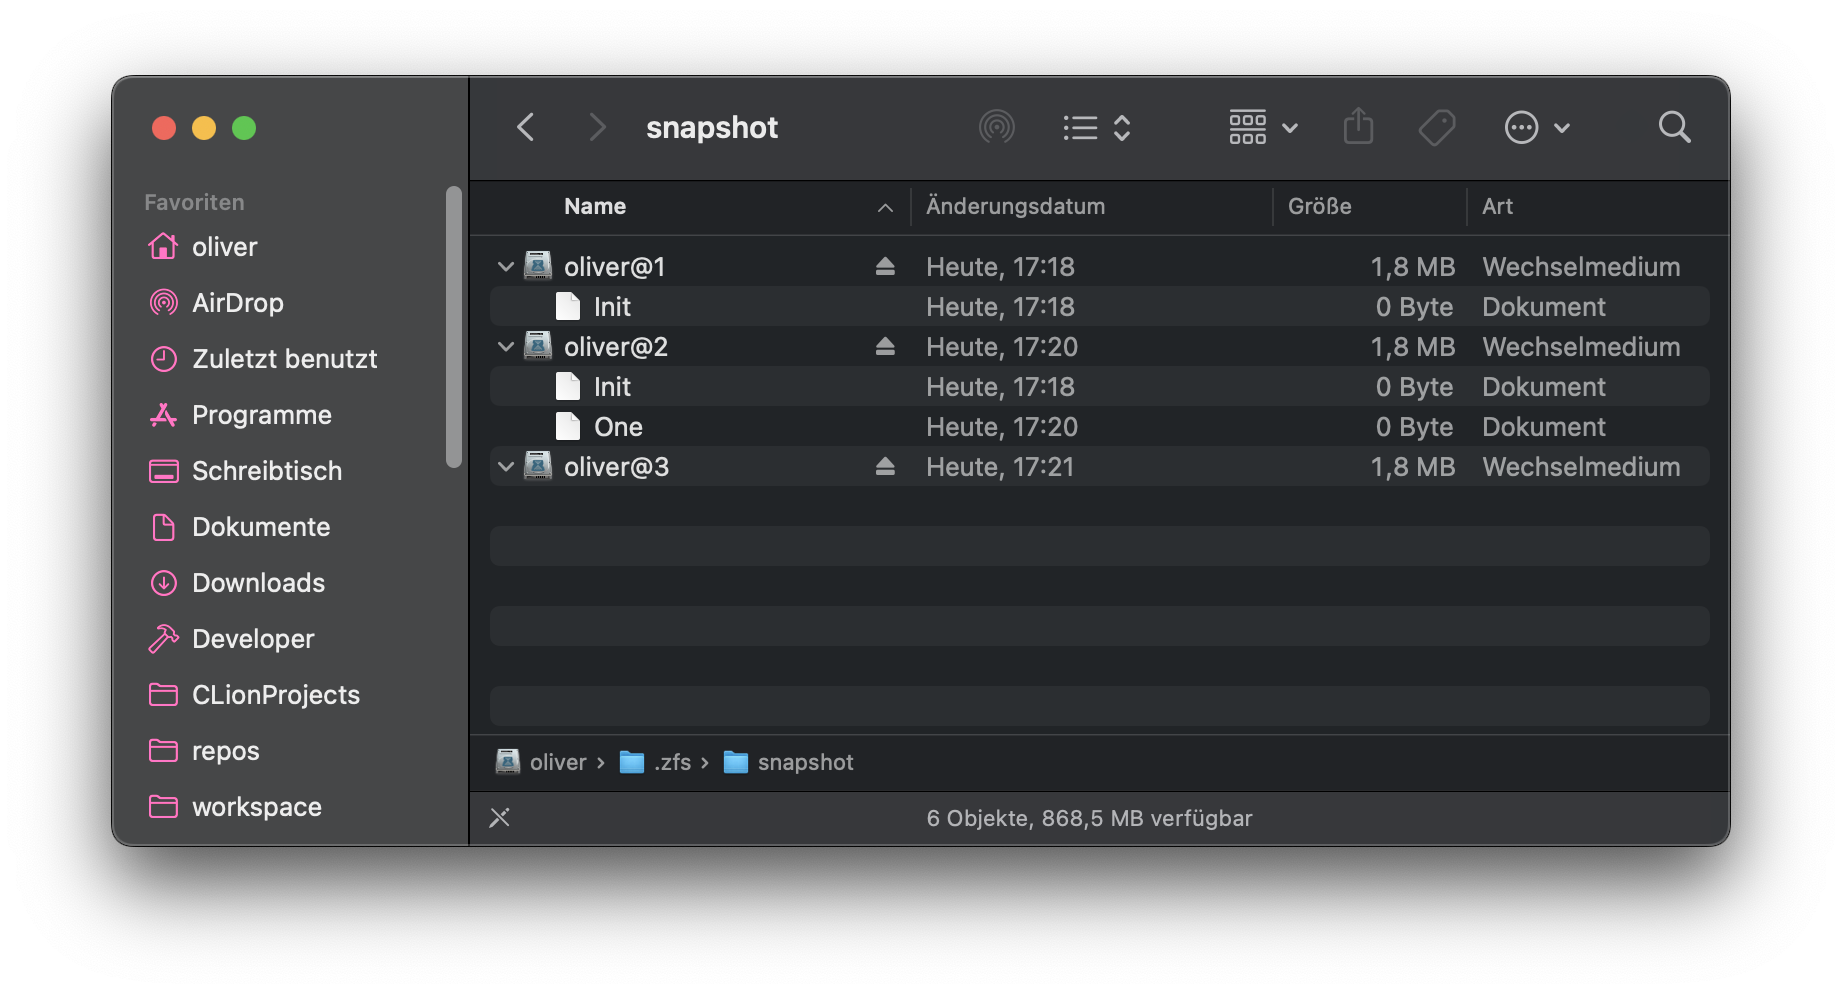 snapshot
Favoriten
oliver
AirDrop
Zuletzt benutzt
Programme
Schreibtisch
Dokumente
Downloads
Developer
CLionProjects
repos
workspace
Name Änderungsdatum Größe Art
oliver@1 Heute, 17:18 1,8 MB Wechselmedium
Init Heute, 17:18 0 Byte Dokument
oliver@2 Heute, 17:20 1,8 MB Wechselmedium
Init Heute, 17:18 0 Byte Dokument
One Heute, 17:20 0 Byte Dokument
oliver@3 Heute, 17:21 1,8 MB Wechselmedium
oliver › .zfs › snapshot
6 Objekte, 868,5 MB verfügbar